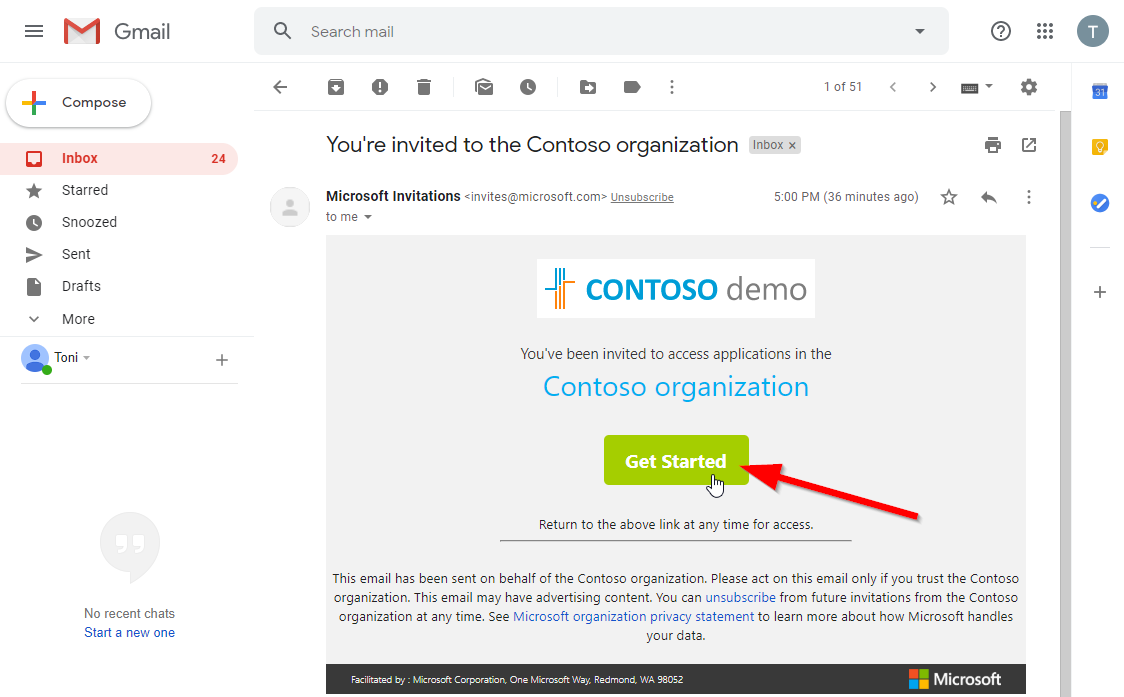 Gmail
Search mail
T
Compose
1 of 51
31
Inbox 24
Starred
Snoozed
Sent
Drafts
More
Toni
No recent chats
Start a new one
You're invited to the Contoso organization Inbox ×
Microsoft Invitations <invites@microsoft.com> Unsubscribe 5:00 PM (36 minutes ago)
to me
CONTOSO demo
You've been invited to access applications in the
Contoso organization
Get Started
Return to the above link at any time for access.
This email has been sent on behalf of the Contoso organization. Please act on this email only if you trust the Contoso
organization. This email may have advertising content. You can unsubscribe from future invitations from the Contoso
organization at any time. See Microsoft organization privacy statement to learn more about how Microsoft handles
your data.
Facilitated by : Microsoft Corporation, One Microsoft Way, Redmond, WA 98052
Microsoft